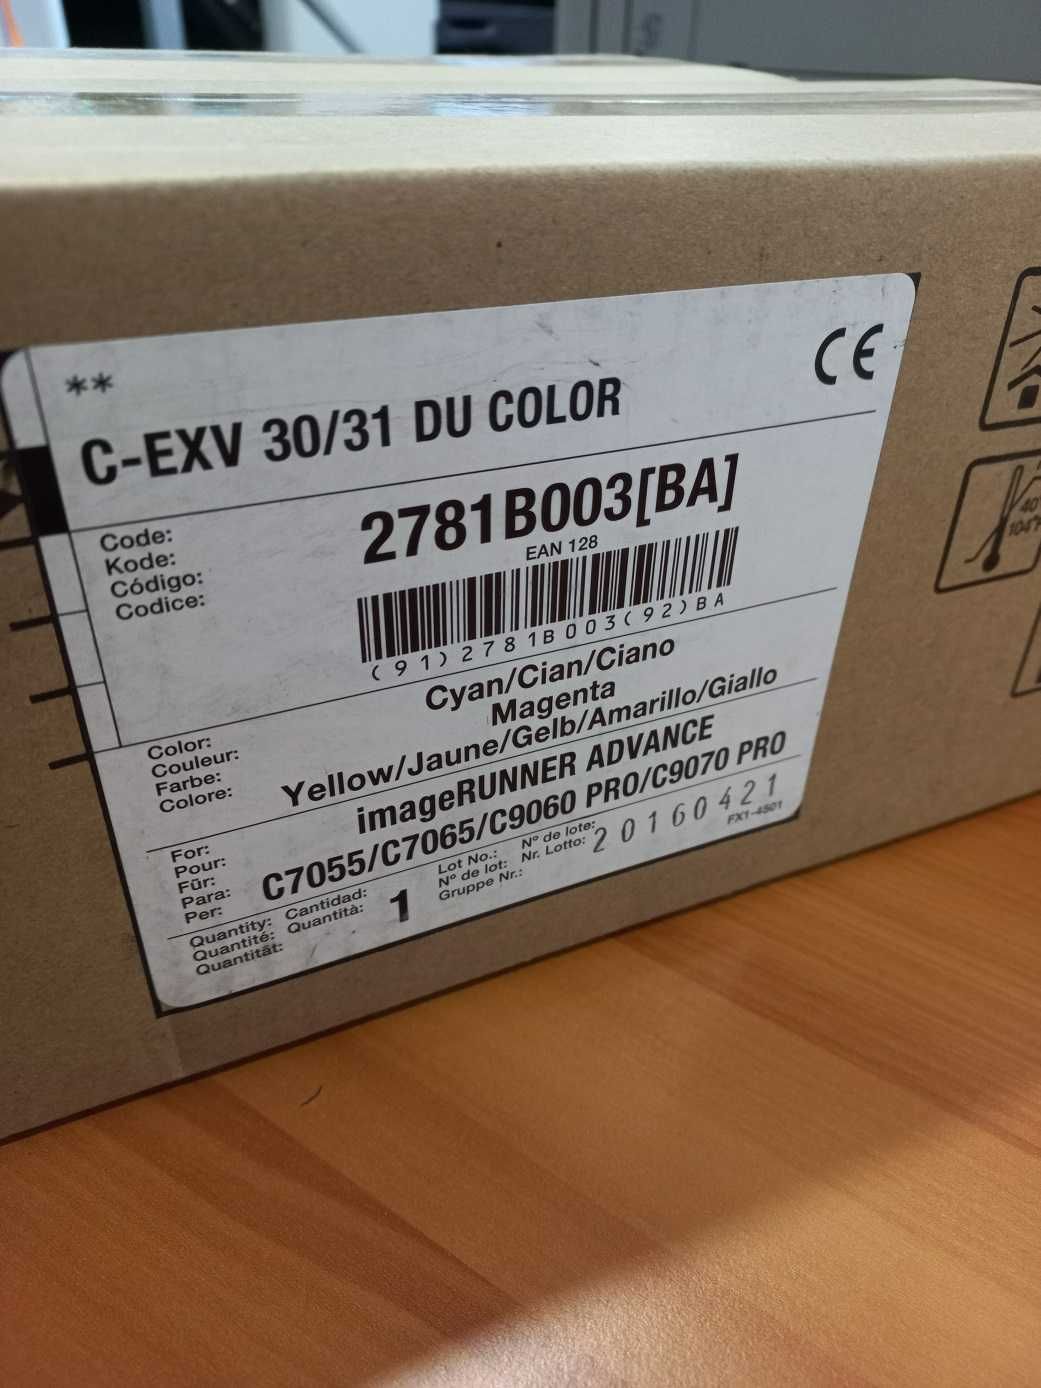 **
CE
C-EXV 30/31 DU COLOR
Code:
Kode:
Código:
Codice:
2781B003[BA]
EAN 128
(91)2781B003(92)BA
Color:
Couleur:
Farbe:
Colore:
Cyan/Cian/Ciano
Magenta
Yellow/Jaune/Gelb/Amarillo/Giallo
For:
Pour:
Für:
Para:
Per:
imageRUNNER ADVANCE
C7055/C7065/C9060 PRO/C9070 PRO
Quantity: Cantidad:
Quantité: Quantità:
Quantität:
1
Lot No.: Nº de lote:
Nº de lot: Nr. Lotto:
Gruppe Nr.:
20160421
FX1-4501
40°
104°F